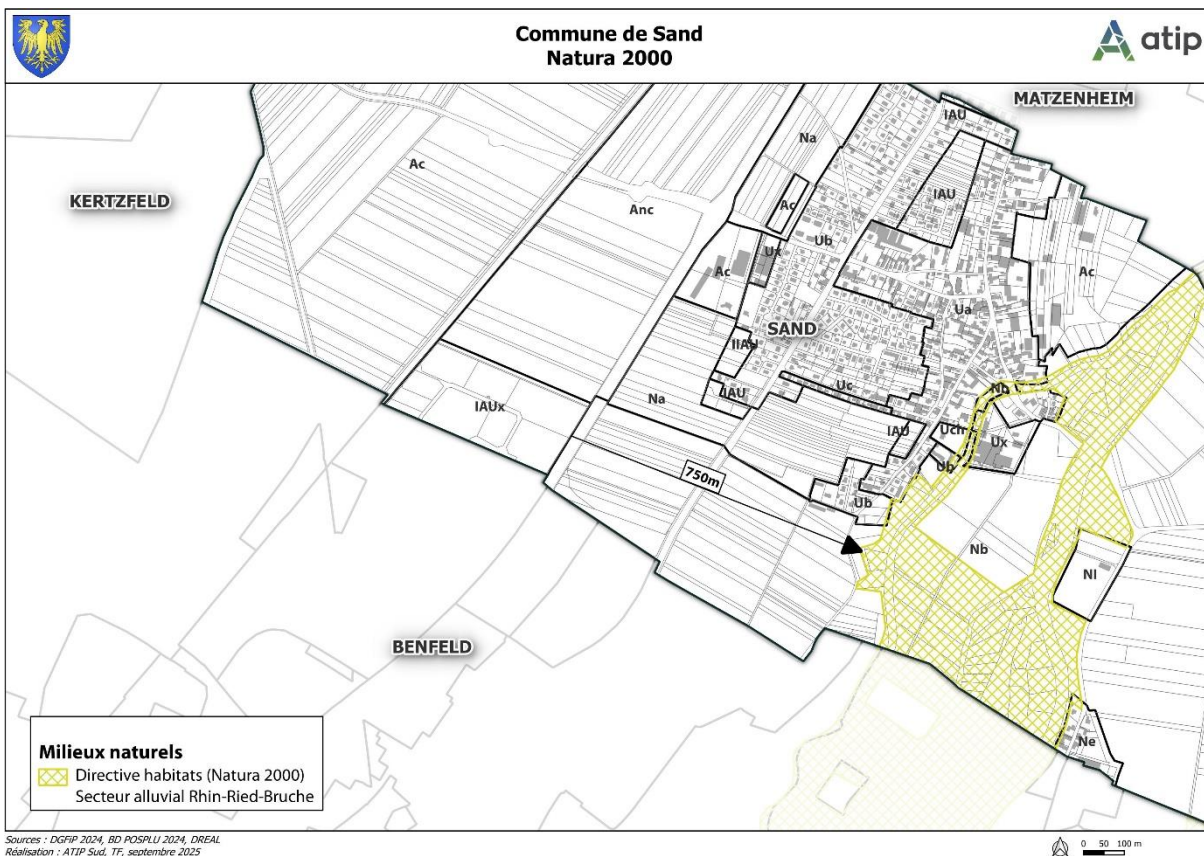 Commune de Sand
Natura 2000
atip
MATZENHEIM
KERTZFELD
Ac
Na
IAU
Anc
Ac
IAU
Ub
Ac
Ux
Ac
Ua
SAND
IIAU
IAUx
Na
IAU
Uc
Nb
IAU
Uch
Ux
750m
Ub
Ub
Nb
Nl
BENFELD
Ne
Milieux naturels
Directive habitats (Natura 2000)
Secteur alluvial Rhin-Ried-Bruche
Sources : DGFiP 2024, BD POSPLU 2024, DREAL
Réalisation : ATIP Sud, TF, septembre 2025
0 50 100 m